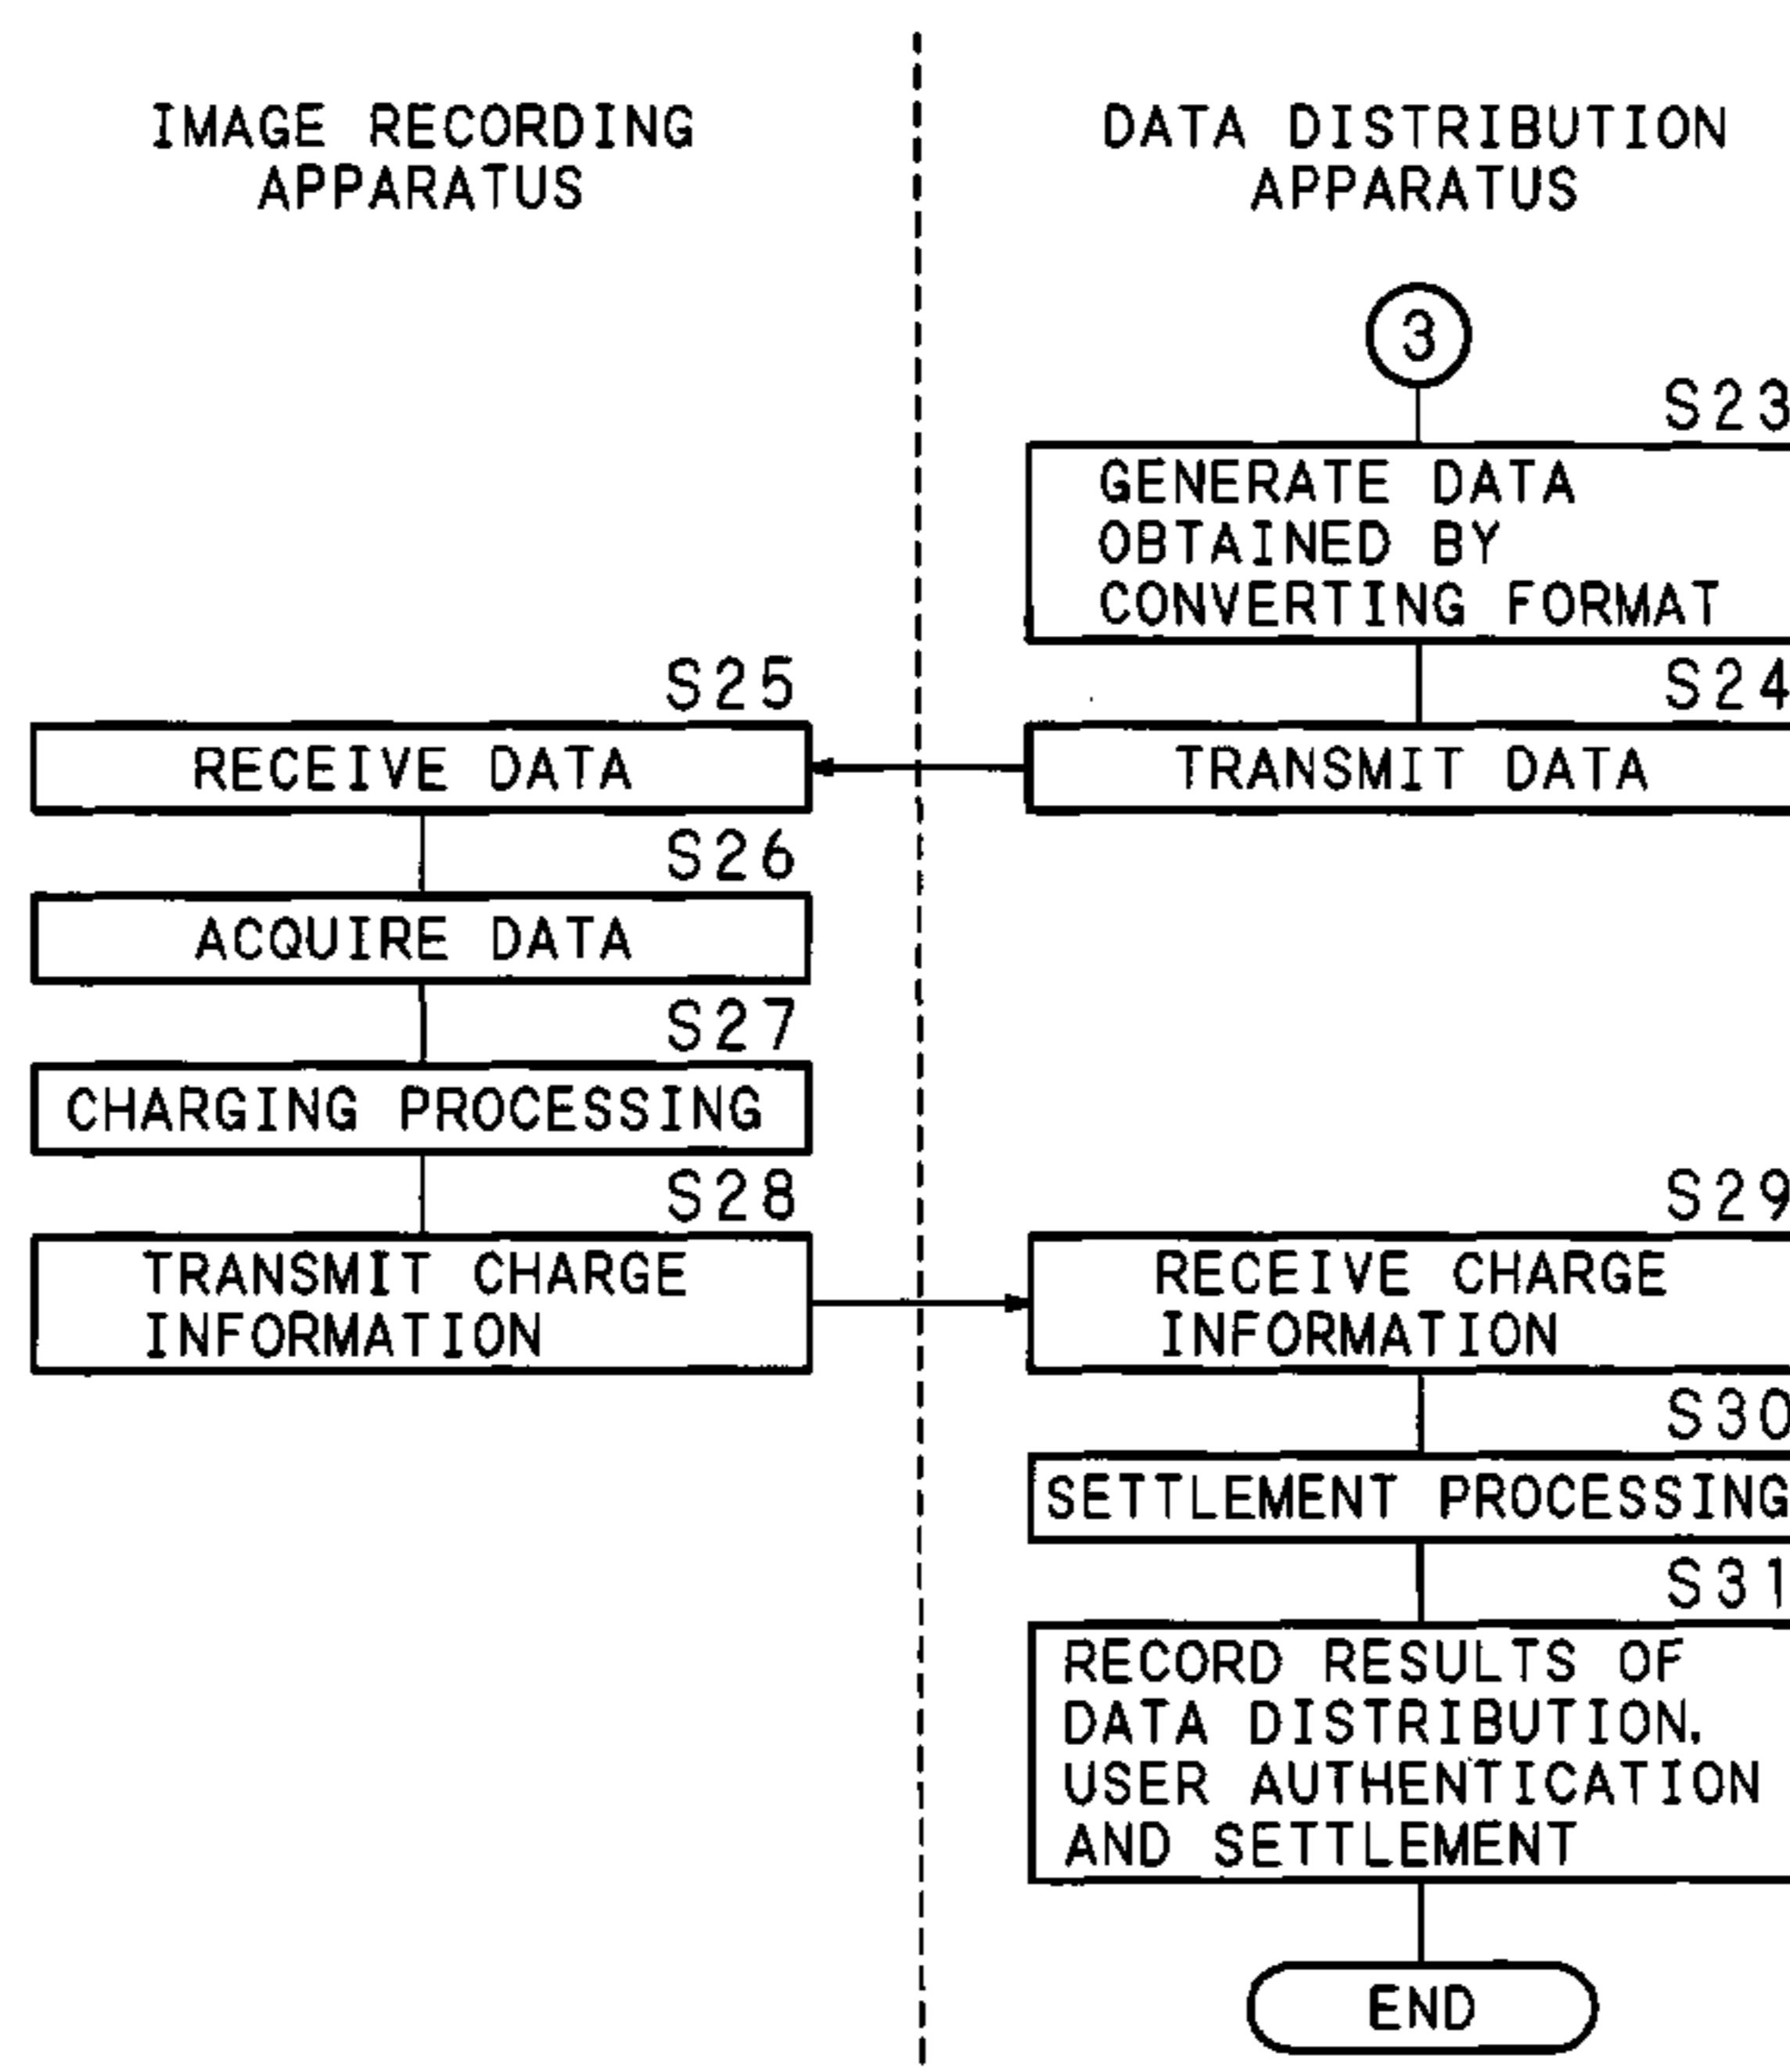 IMAGE RECORDING
APPARATUS
DATA DISTRIBUTION
APPARATUS
3
S23
GENERATE DATA
OBTAINED BY
CONVERTING FORMAT
S24
TRANSMIT DATA
S25
RECEIVE DATA
S26
ACQUIRE DATA
S27
CHARGING PROCESSING
S28
TRANSMIT CHARGE
INFORMATION
S29
RECEIVE CHARGE
INFORMATION
S30
SETTLEMENT PROCESSING
S31
RECORD RESULTS OF
DATA DISTRIBUTION,
USER AUTHENTICATION
AND SETTLEMENT
END